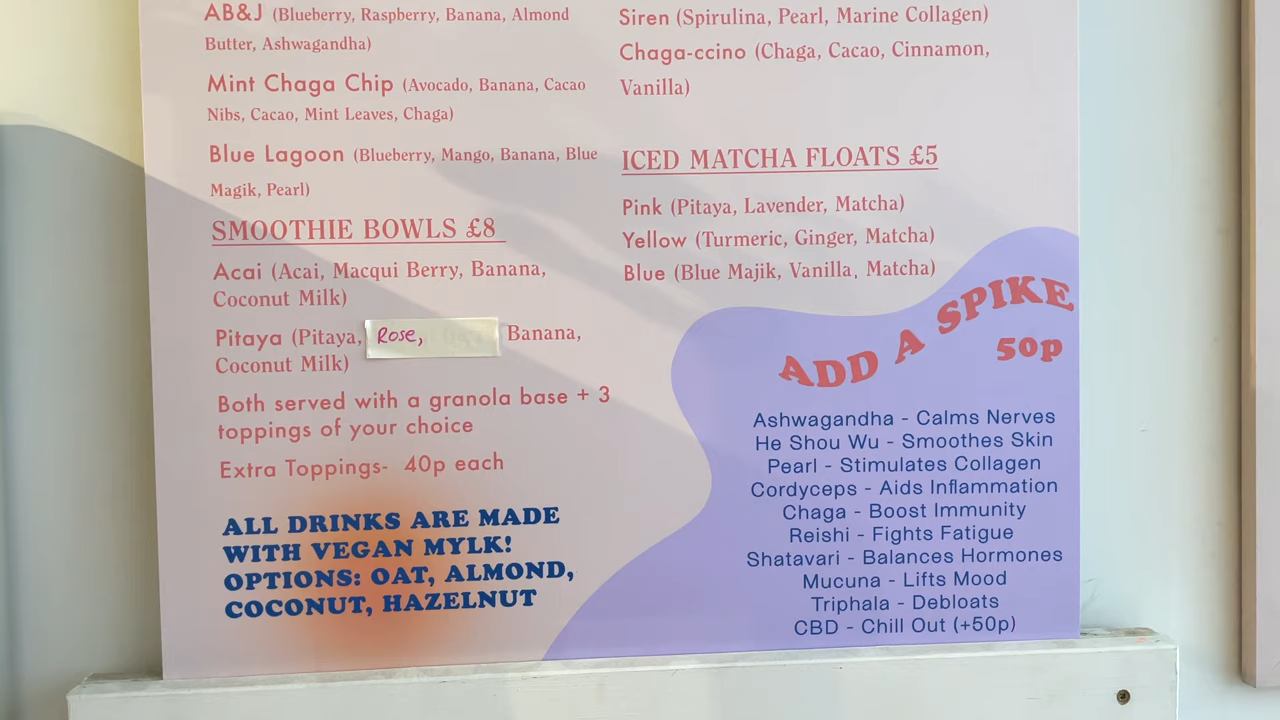 AB&J (Blueberry, Raspberry, Banana, Almond
Butter, Ashwagandha)
Mint Chaga Chip (Avocado, Banana, Cacao
Nibs, Cacao, Mint Leaves, Chaga)
Blue Lagoon (Blueberry, Mango, Banana, Blue
Magik, Pearl)
SMOOTHIE BOWLS £8
Acai (Acai, Macqui Berry, Banana,
Coconut Milk)
Pitaya (Pitaya, Rose, Banana,
Coconut Milk)
Both served with a granola base + 3
toppings of your choice
Extra Toppings- 40p each
ALL DRINKS ARE MADE
WITH VEGAN MYLK!
OPTIONS: OAT, ALMOND,
COCONUT, HAZELNUT
Siren (Spirulina, Pearl, Marine Collagen)
Chaga-ccino (Chaga, Cacao, Cinnamon,
Vanilla)
ICED MATCHA FLOATS £5
Pink (Pitaya, Lavender, Matcha)
Yellow (Turmeric, Ginger, Matcha)
Blue (Blue Majik, Vanilla, Matcha)
ADD A SPIKE
50p
Ashwagandha - Calms Nerves
He Shou Wu - Smoothes Skin
Pearl - Stimulates Collagen
Cordyceps - Aids Inflammation
Chaga - Boost Immunity
Reishi - Fights Fatigue
Shatavari - Balances Hormones
Mucuna - Lifts Mood
Triphala - Debloats
CBD - Chill Out (+50p)